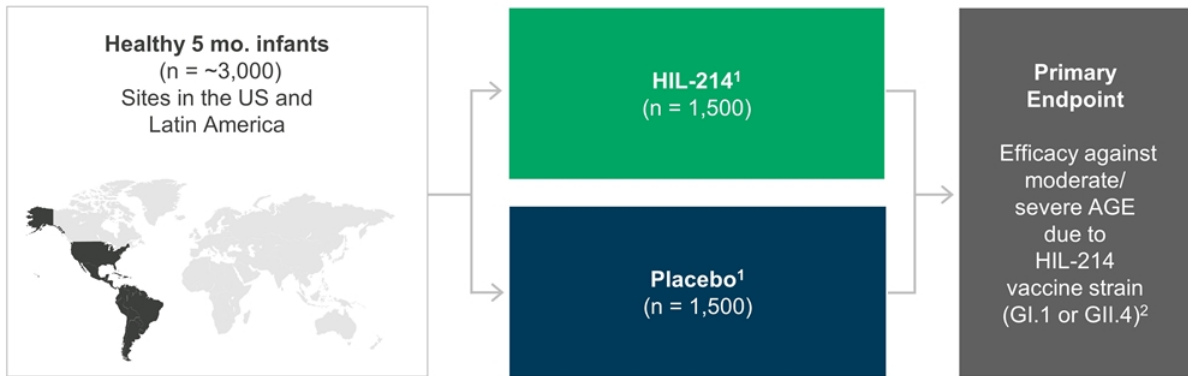 Healthy 5 mo. infants
(n = ~3,000)
Sites in the US and
Latin America
HIL-214¹
(n = 1,500)
Placebo¹
(n = 1,500)
Primary
Endpoint
Efficacy against
moderate/
severe AGE
due to
HIL-214
vaccine strain
(GI.1 or GII.4)²